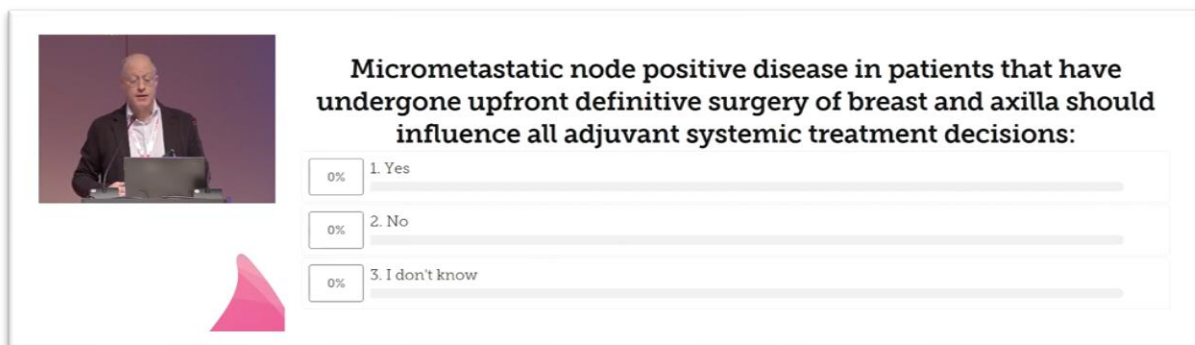 Micrometastatic node positive disease in patients that have
undergone upfront definitive surgery of breast and axilla should
influence all adjuvant systemic treatment decisions:
0%
1. Yes
0%
2. No
0%
3. I don't know